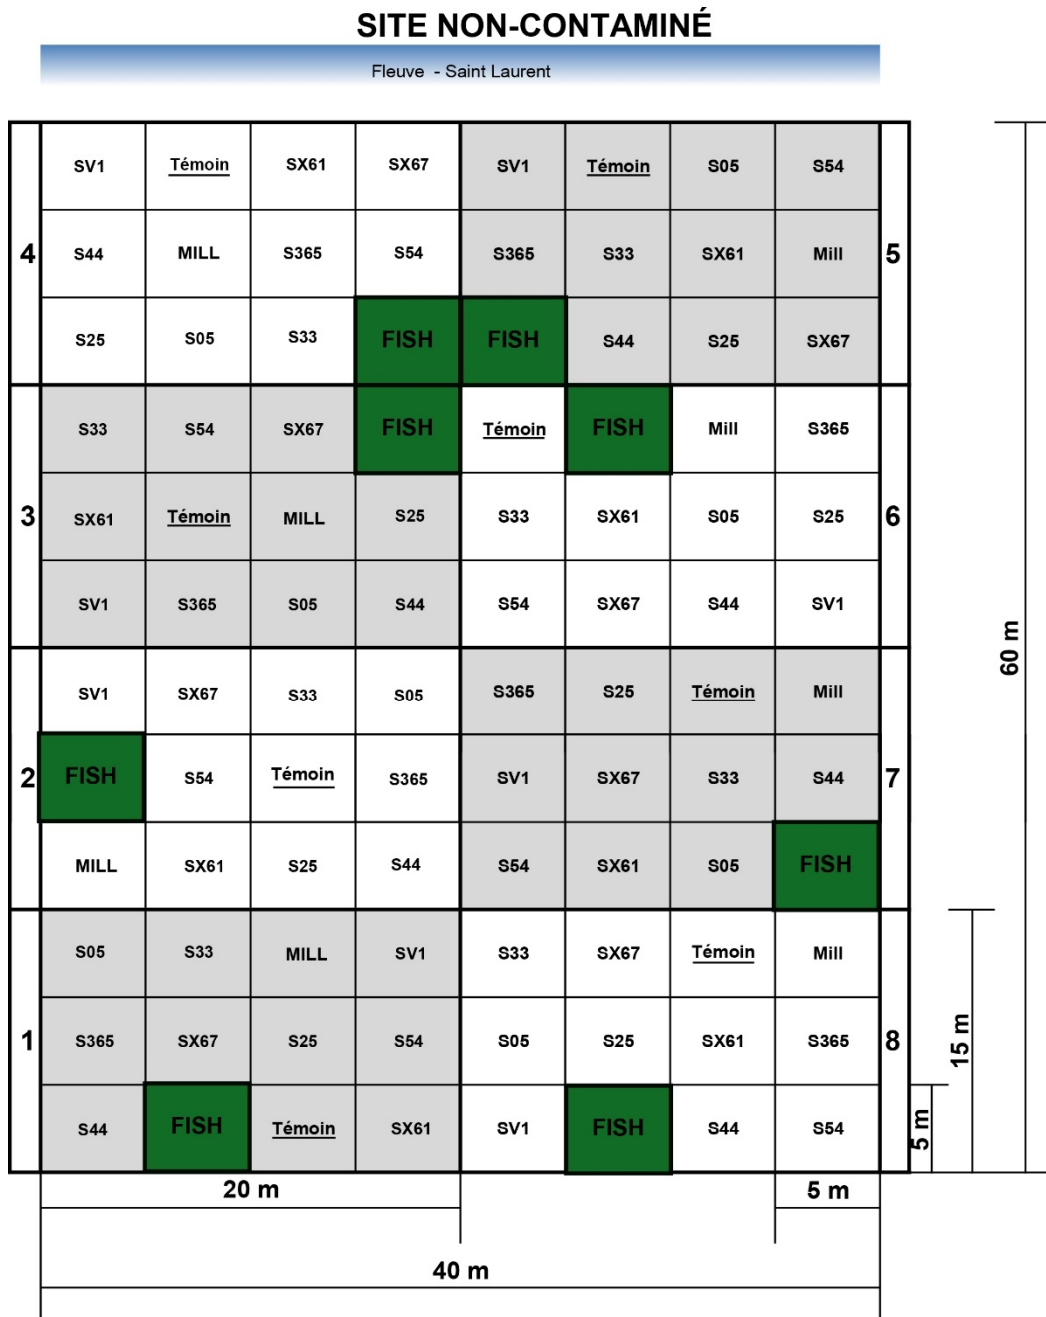 SITE NON-CONTAMINÉ
Fleuve - Saint Laurent
SV1 Témoin SX61 SX67 SV1 Témoin S05 S54
4 S44 MILL S365 S54 S365 S33 SX61 Mill 5
S25 S05 S33 FISH FISH S44 S25 SX67
S33 S54 SX67 FISH Témoin FISH Mill S365
3 SX61 Témoin MILL S25 S33 SX61 S05 S25 6
SV1 S365 S05 S44 S54 SX67 S44 SV1
60 m
SV1 SX67 S33 S05 S365 S25 Témoin Mill
2 FISH S54 Témoin S365 SV1 SX67 S33 S44 7
MILL SX61 S25 S44 S54 SX61 S05 FISH
S05 S33 MILL SV1 S33 SX67 Témoin Mill
1 S365 SX67 S25 S54 S05 S25 SX61 S365 8
15 m
S44 FISH Témoin SX61 SV1 FISH S44 S54
5 m
20 m 5 m
40 m